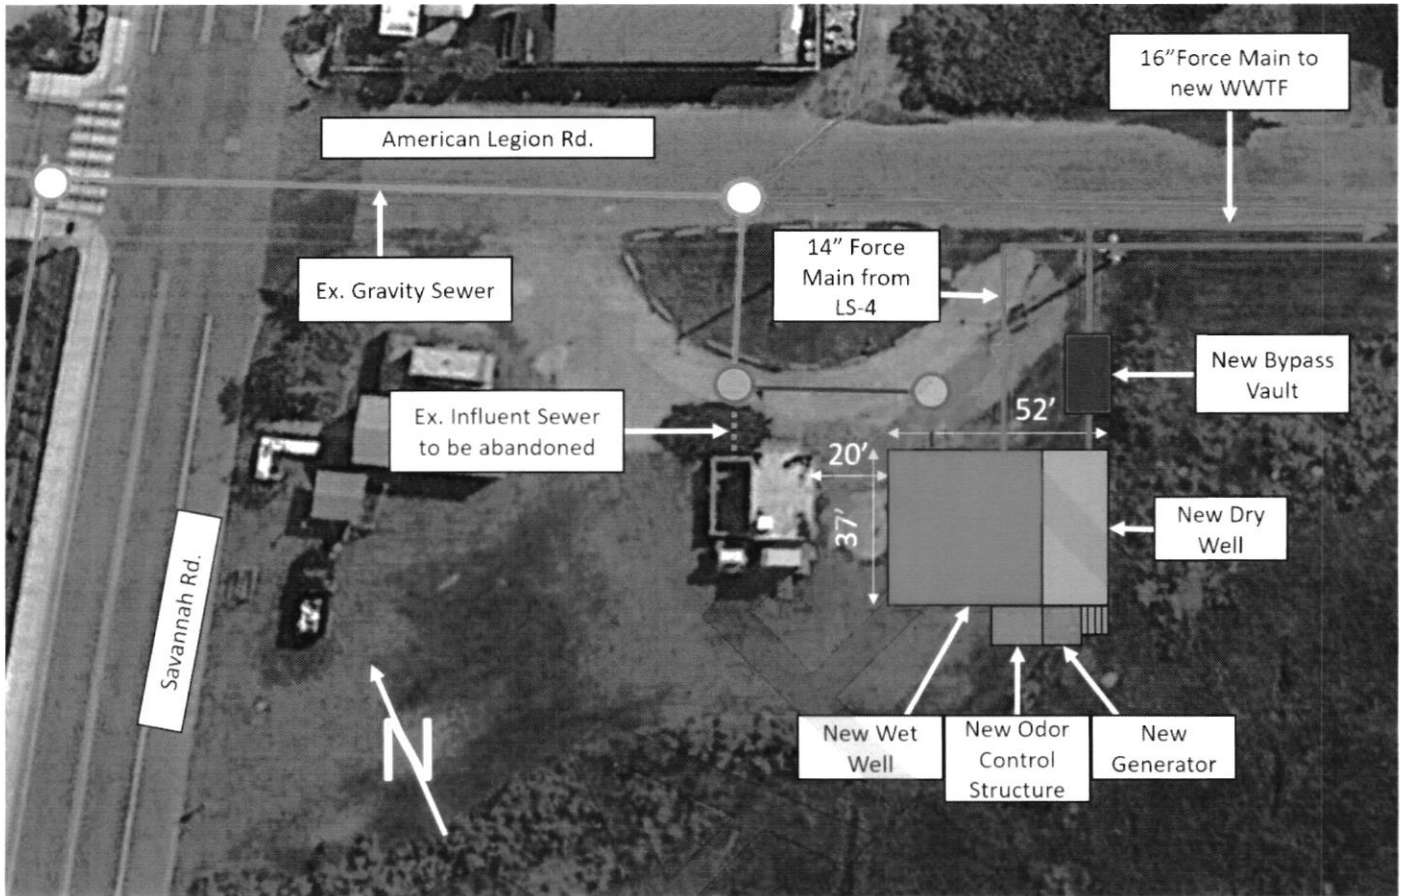 16”Force Main to
new WWTF
American Legion Rd.
14” Force
Main from
LS-4
Ex. Gravity Sewer
New Bypass
Vault
Ex. Influent Sewer
to be abandoned
52’
20’
37’
New Dry
Well
Savannah Rd.
N
New Wet
Well
New Odor
Control
Structure
New
Generator